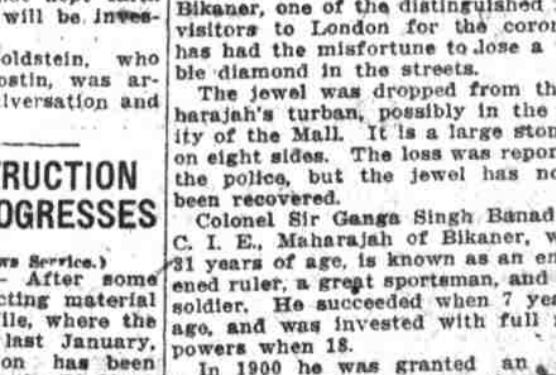 will be inves-
oldstein, who
ostin, was ar-
iversation and
RUCTION
OGRESSES
ws Service.)
- After some
cting material
ile, where the
last January,
on has been
Bikaner, one of the distinguished
visitors to London for the coro
has had the misfortune to lose a
ble diamond in the streets.
The jewel was dropped from th
harajah's turban, possibly in the
ity of the Mall. It is a large ston
on eight sides. The loss was repor
the police, but the jewel has no
been recovered.
Colonel Sir Ganga Singh Banad
C. I. E., Maharajah of Bikaner, w
31 years of age, is known as an en
ened ruler, a great sportsman, and
soldier. He succeeded when 7 ye
age, and was invested with full
powers when 18.
In 1900 he was granted an